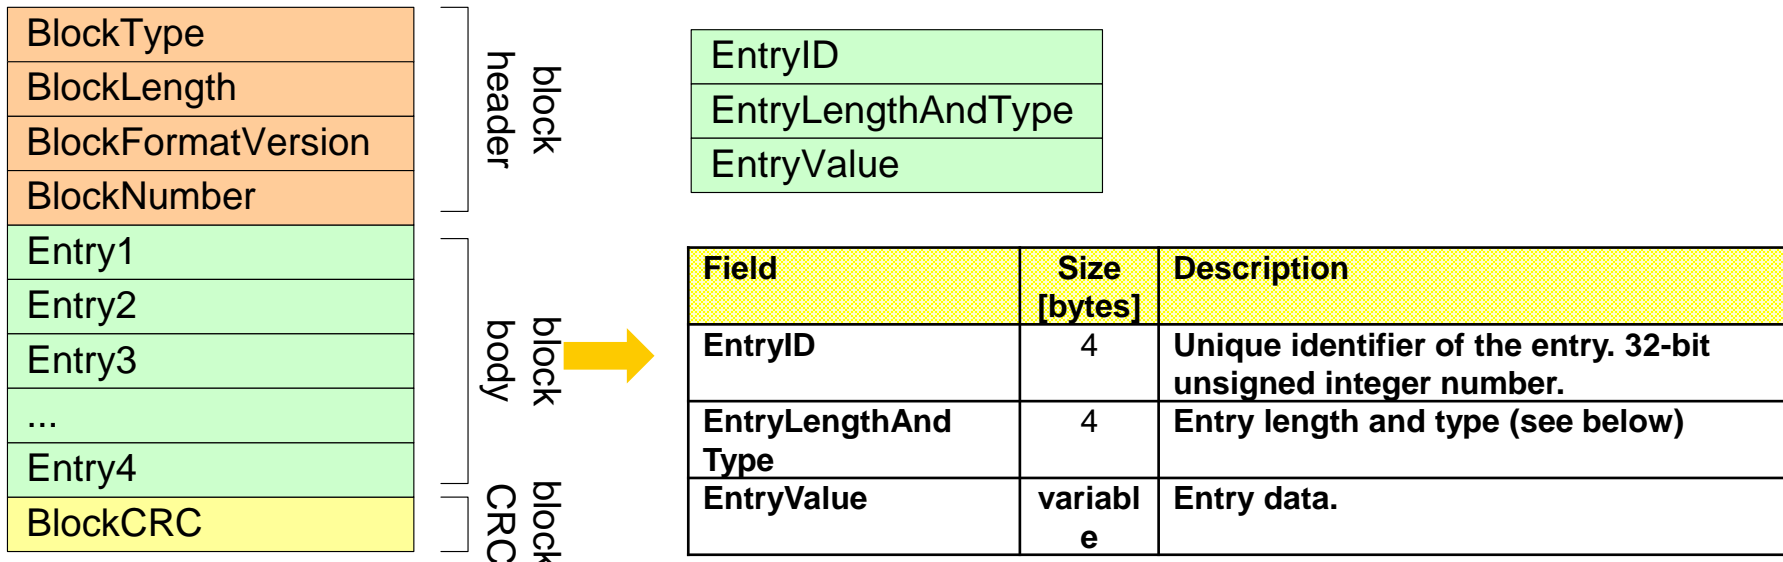 BlockType
BlockLength
BlockFormatVersion
BlockNumber
Entry1
Entry2
Entry3
...
Entry4
BlockCRC
block
header
block
body
block
CRC
EntryID
EntryLengthAndType
EntryValue
Field
Size
[bytes]
Description
EntryID
4
Unique identifier of the entry. 32-bit
unsigned integer number.
EntryLengthAnd
Type
4
Entry length and type (see below)
EntryValue
variabl
e
Entry data.